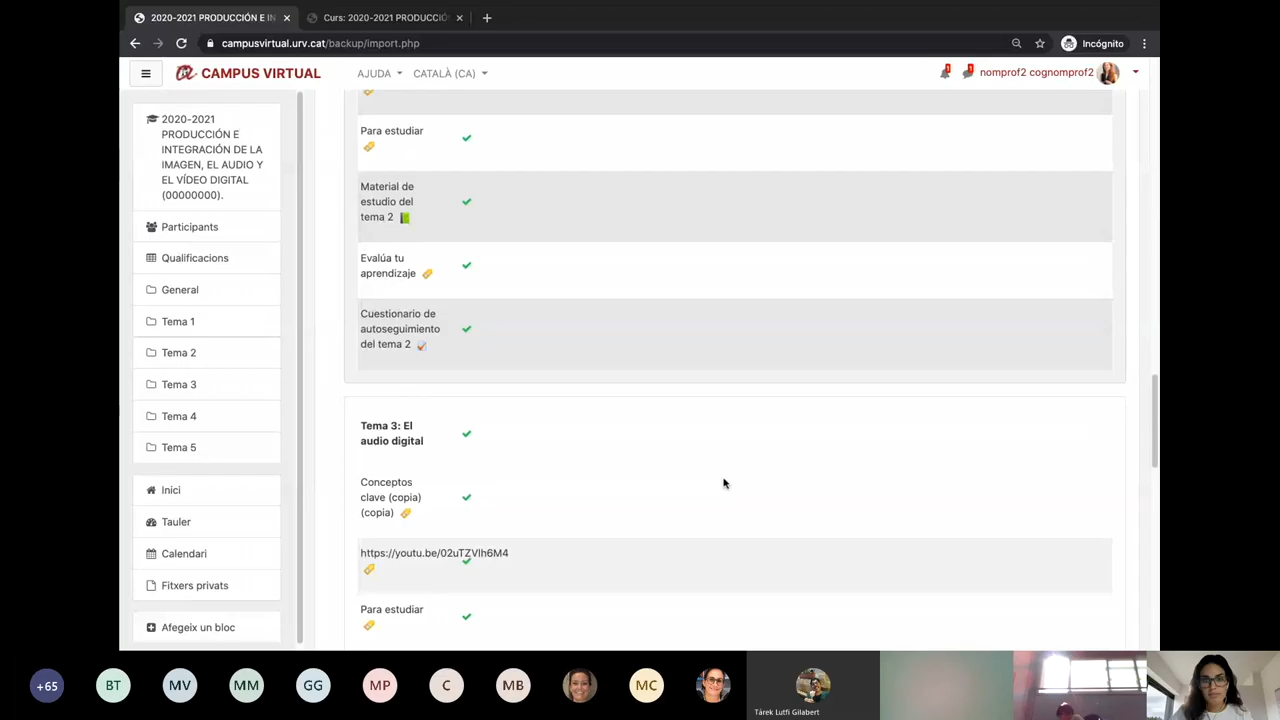 2020-2021 PRODUCCIÓN E IN
Curs: 2020-2021 PRODUCCIÓ
campusvirtual.urv.cat/backup/import.php
Incógnito
CAMPUS VIRTUAL
AJUDA
CATALÀ (CA)
nomprof2 cognomprof2
2020-2021
PRODUCCIÓN E
INTEGRACIÓN DE LA
IMAGEN, EL AUDIO Y
EL VÍDEO DIGITAL
(00000000).
Participants
Qualificacions
General
Tema 1
Tema 2
Tema 3
Tema 4
Tema 5
Inici
Tauler
Calendari
Fitxers privats
Afegeix un bloc
Para estudiar
Material de
estudio del
tema 2
Evalúa tu
aprendizaje
Cuestionario de
autoseguimiento
del tema 2
Tema 3: El
audio digital
Conceptos
clave (copia)
(copia)
https://youtu.be/02uTZVlh6M4
Para estudiar
+65
BT
MV
MM
GG
MP
C
MB
MC
Tárek Lutfi Gilabert